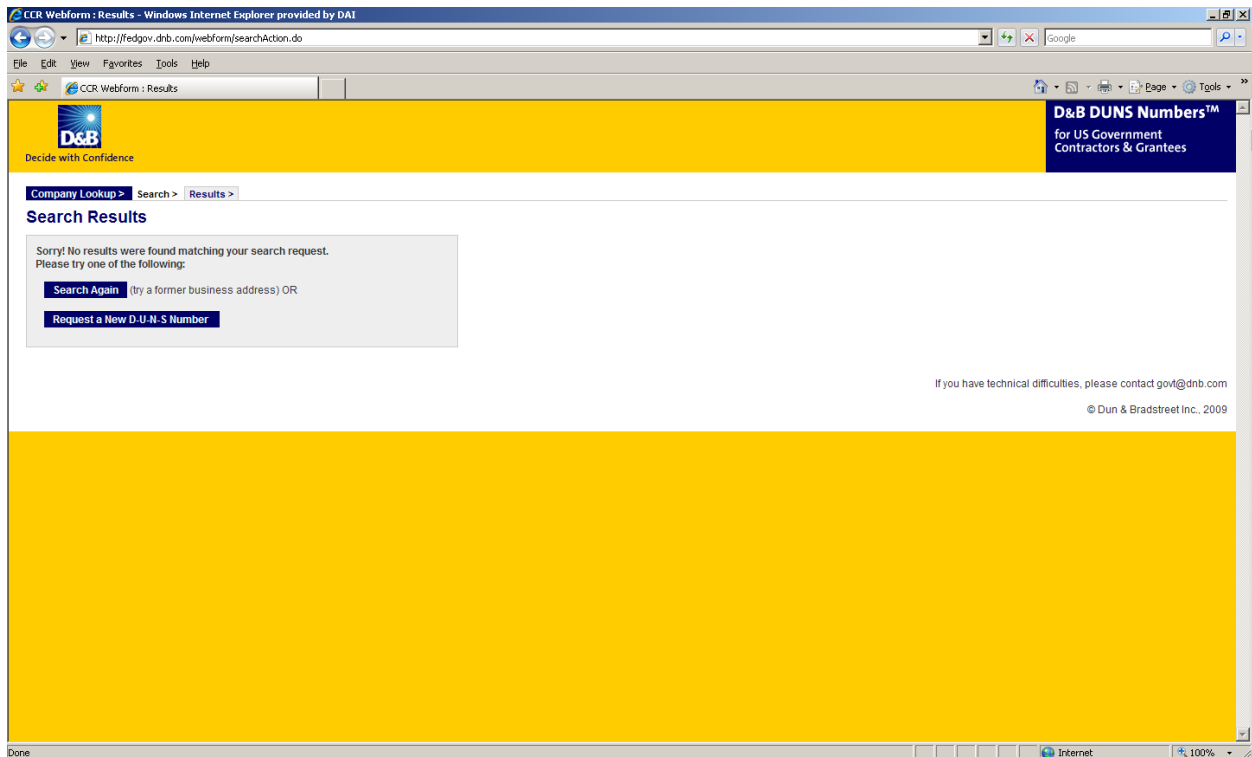 CCR Webform : Results - Windows Internet Explorer provided by DAI
http://fedgov.dnb.com/webform/searchAction.do
Google
File Edit View Favorites Tools Help
CCR Webform : Results
Page Tools »
D&B
Decide with Confidence
D&B DUNS Numbers™
for US Government
Contractors & Grantees
Company Lookup > Search > Results >
Search Results
Sorry! No results were found matching your search request.
Please try one of the following:
Search Again (try a former business address) OR
Request a New D-U-N-S Number
If you have technical difficulties, please contact govt@dnb.com
© Dun & Bradstreet Inc., 2009
Done
Internet
100%